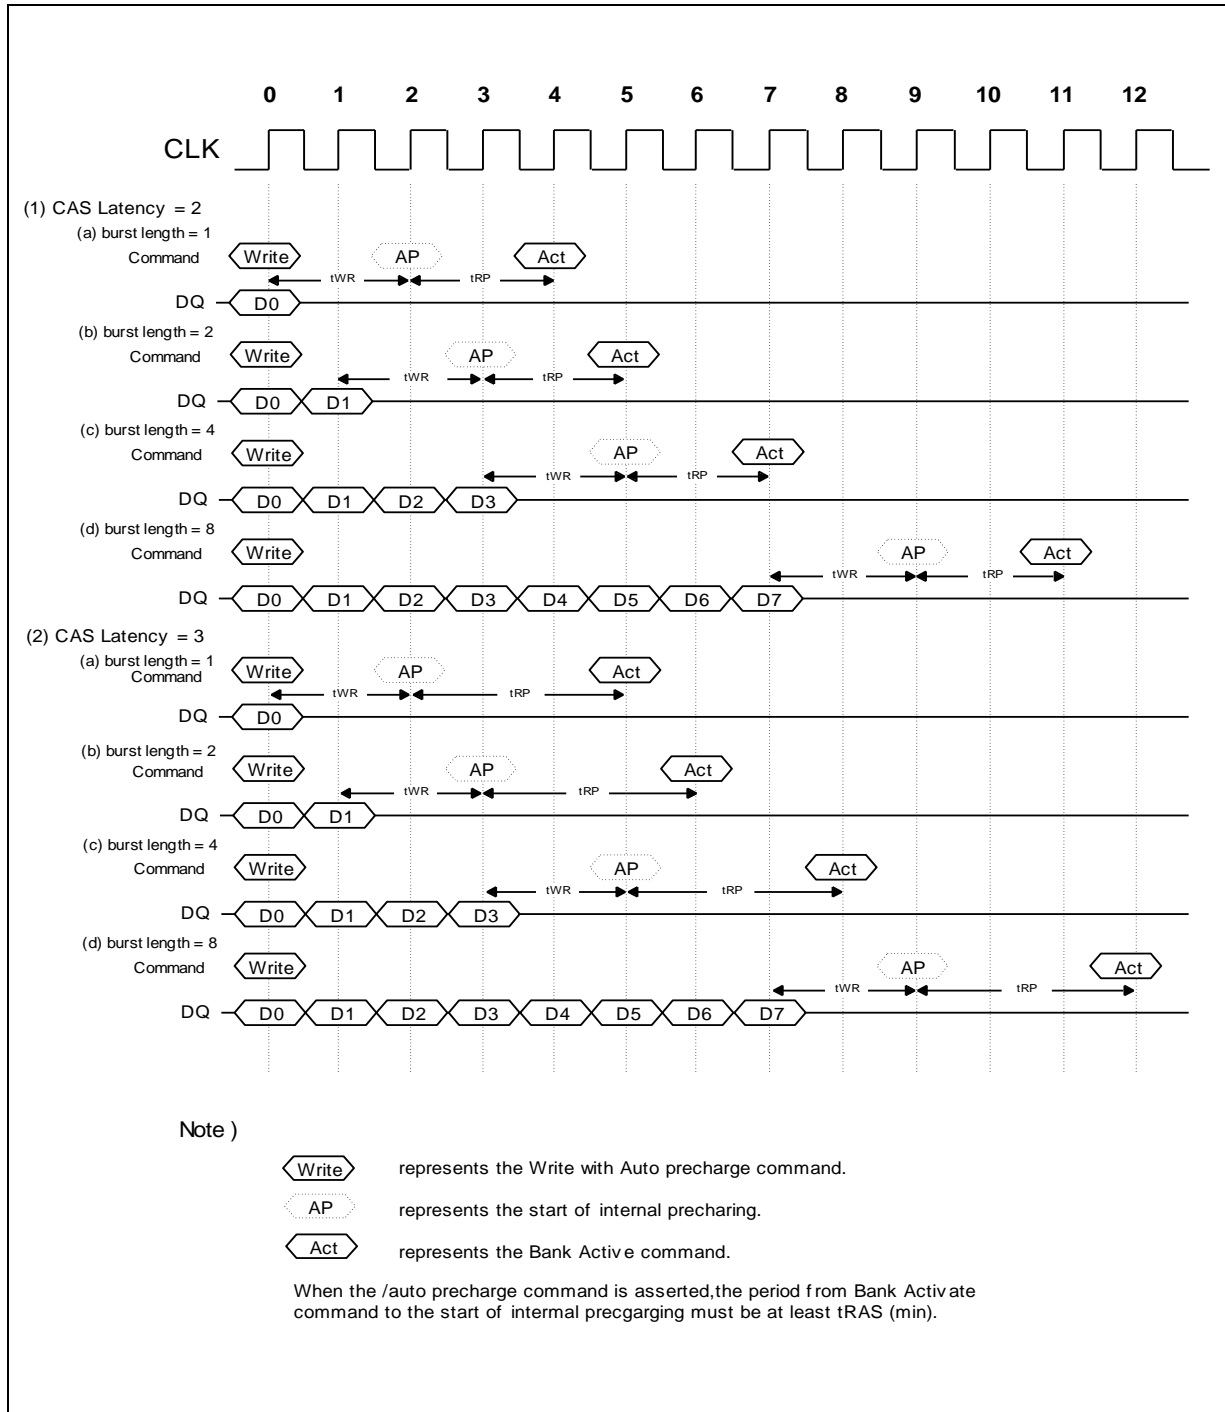 0 1 2 3 4 5 6 7 8 9 10 11 12
CLK
(1) CAS Latency = 2
(a) burst length = 1
Command Write AP Act
tWR tRP
DQ D0
(b) burst length = 2
Command Write AP Act
tWR tRP
DQ D0 D1
(c) burst length = 4
Command Write AP Act
tWR tRP
DQ D0 D1 D2 D3
(d) burst length = 8
Command Write AP Act
tWR tRP
DQ D0 D1 D2 D3 D4 D5 D6 D7
(2) CAS Latency = 3
(a) burst length = 1
Command Write AP Act
tWR tRP
DQ D0
(b) burst length = 2
Command Write AP Act
tWR tRP
DQ D0 D1
(c) burst length = 4
Command Write AP Act
tWR tRP
DQ D0 D1 D2 D3
(d) burst length = 8
Command Write AP Act
tWR tRP
DQ D0 D1 D2 D3 D4 D5 D6 D7
Note )
Write represents the Write with Auto precharge command.
AP represents the start of internal precharing.
Act represents the Bank Active command.
When the /auto precharge command is asserted,the period from Bank Activate
command to the start of internal precgarging must be at least tRAS (min).